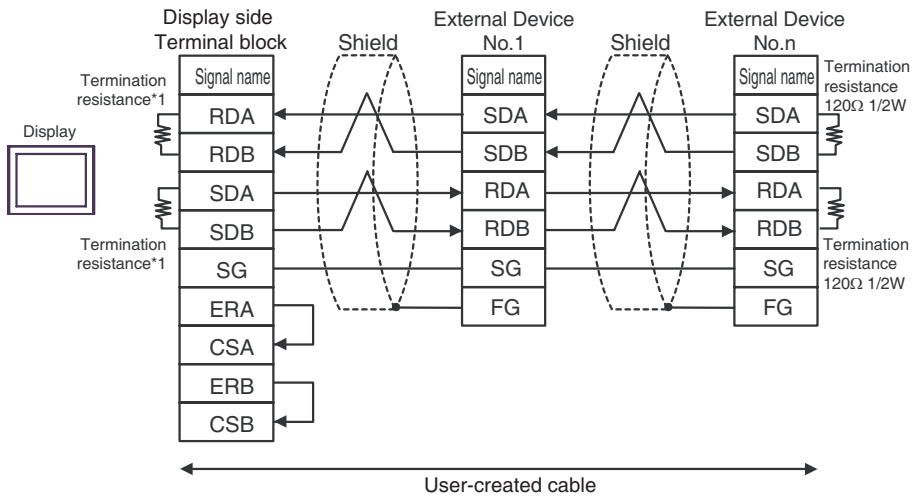 Display side
Terminal block
Shield
External Device
No.1
Shield
External Device
No.n
Signal name
Signal name
Signal name
Termination
resistance*1
Termination
resistance
120Ω 1/2W
Display
RDA
SDA
SDA
RDB
SDB
SDB
SDA
RDA
RDA
SDB
RDB
RDB
Termination
resistance*1
Termination
resistance
120Ω 1/2W
SG
SG
SG
ERA
FG
FG
CSA
ERB
CSB
User-created cable